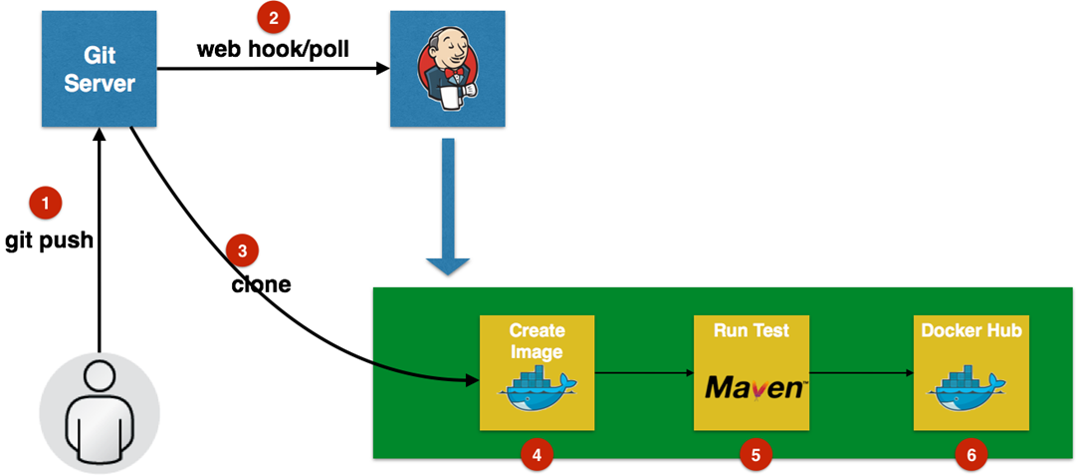 2
web hook/poll
Git
Server
1
git push
3
clone
Create
Image
Run Test
Maven™
Docker Hub
4
5
6